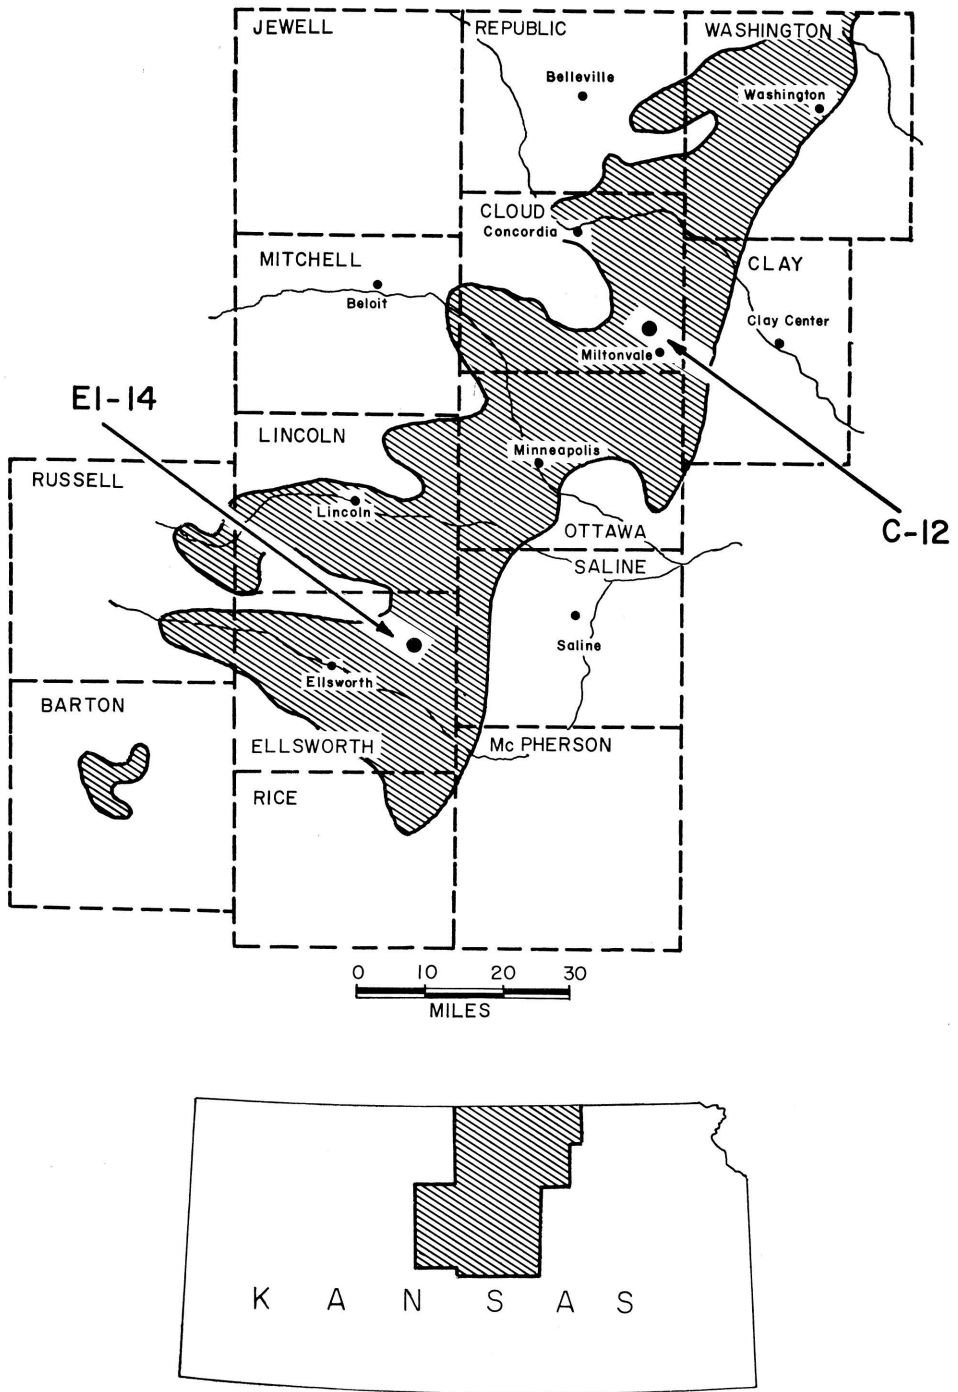 JEWELL
REPUBLIC
WASHINGTON
Belleville
Washington
CLOUD
Concordia
MITCHELL
Beloit
CLAY
Clay Center
Miltonvale
E1-14
LINCOLN
Minneapolis
RUSSELL
Lincoln
C-12
OTTAWA
SALINE
Saline
Ellsworth
BARTON
ELLSWORTH
Mc PHERSON
RICE
0 10 20 30
MILES
K A N S A S